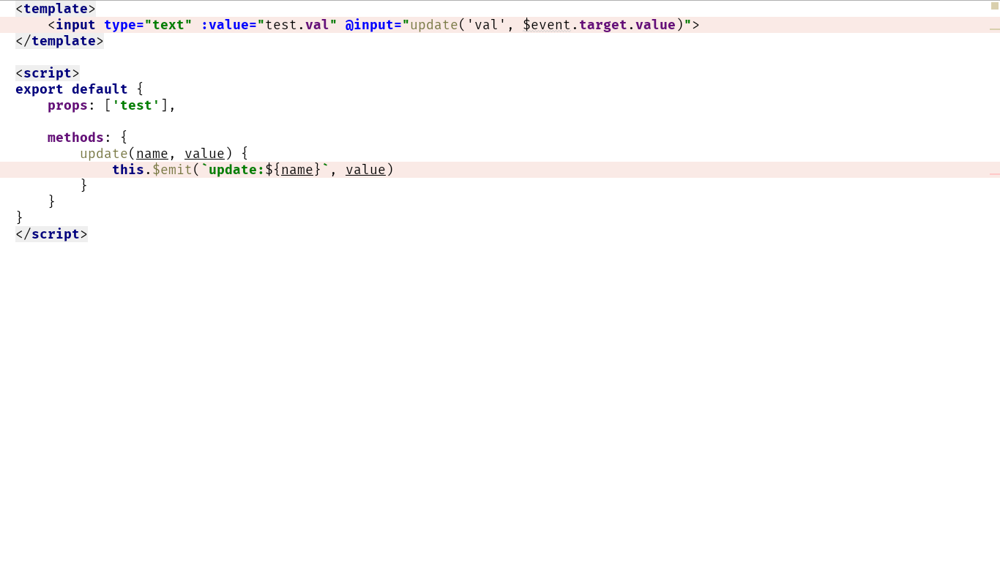 <template>
    <input type="text" :value="test.val" @input="update('val', $event.target.value)">
</template>

<script>
export default {
    props: ['test'],

    methods: {
        update(name, value) {
            this.$emit(`update:${name}`, value)
        }
    }
}
</script>